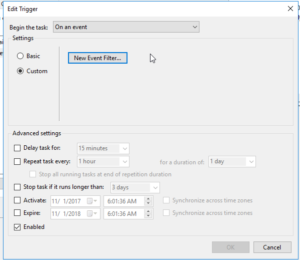 Edit Trigger
Begin the task: On an event
Settings
Basic
Custom
New Event Filter...
Advanced settings
Delay task for: 15 minutes
Repeat task every: 1 hour for a duration of: 1 day
Stop all running tasks at end of repetition duration
Stop task if it runs longer than: 3 days
Activate: 11/ 1/2017 6:01:36 AM Synchronize across time zones
Expire: 11/ 1/2018 6:01:36 AM Synchronize across time zones
Enabled
OK Cancel